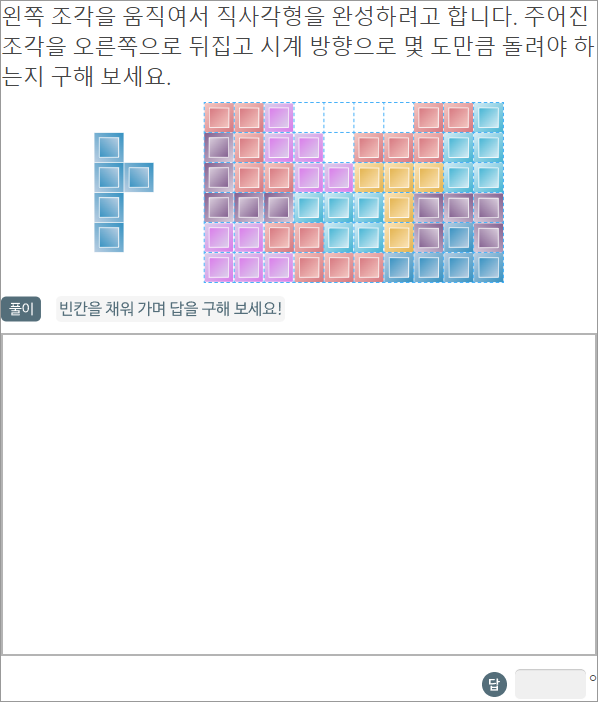 왼쪽 조각을 움직여서 직사각형을 완성하려고 합니다. 주어진
조각을 오른쪽으로 뒤집고 시계 방향으로 몇 도만큼 돌려야 하
는지 구해 보세요.
풀이 빈칸을 채워 가며 답을 구해 보세요!
답 °